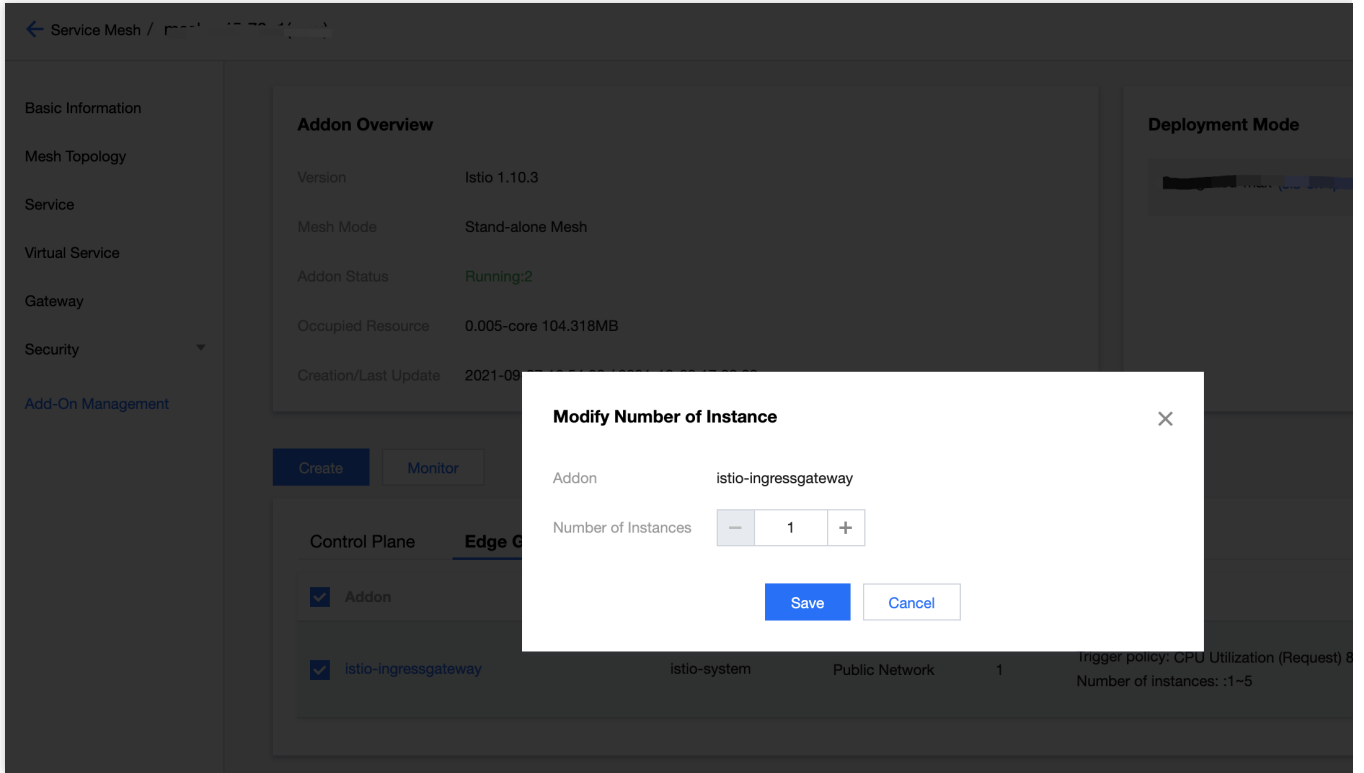 Service Mesh /
Basic Information
Mesh Topology
Service
Virtual Service
Gateway
Security
Add-On Management
Addon Overview
Version Istio 1.10.3
Mesh Mode Stand-alone Mesh
Addon Status Running:2
Occupied Resource 0.005-core 104.318MB
Creation/Last Update 2021-09
Deployment Mode
Create Monitor
Control Plane Edge G
Addon
istio-ingressgateway istio-system Public Network 1 Trigger policy: CPU Utilization (Request) 8
Number of instances: :1~5
Modify Number of Instance
Addon istio-ingressgateway
Number of Instances 1
Save Cancel